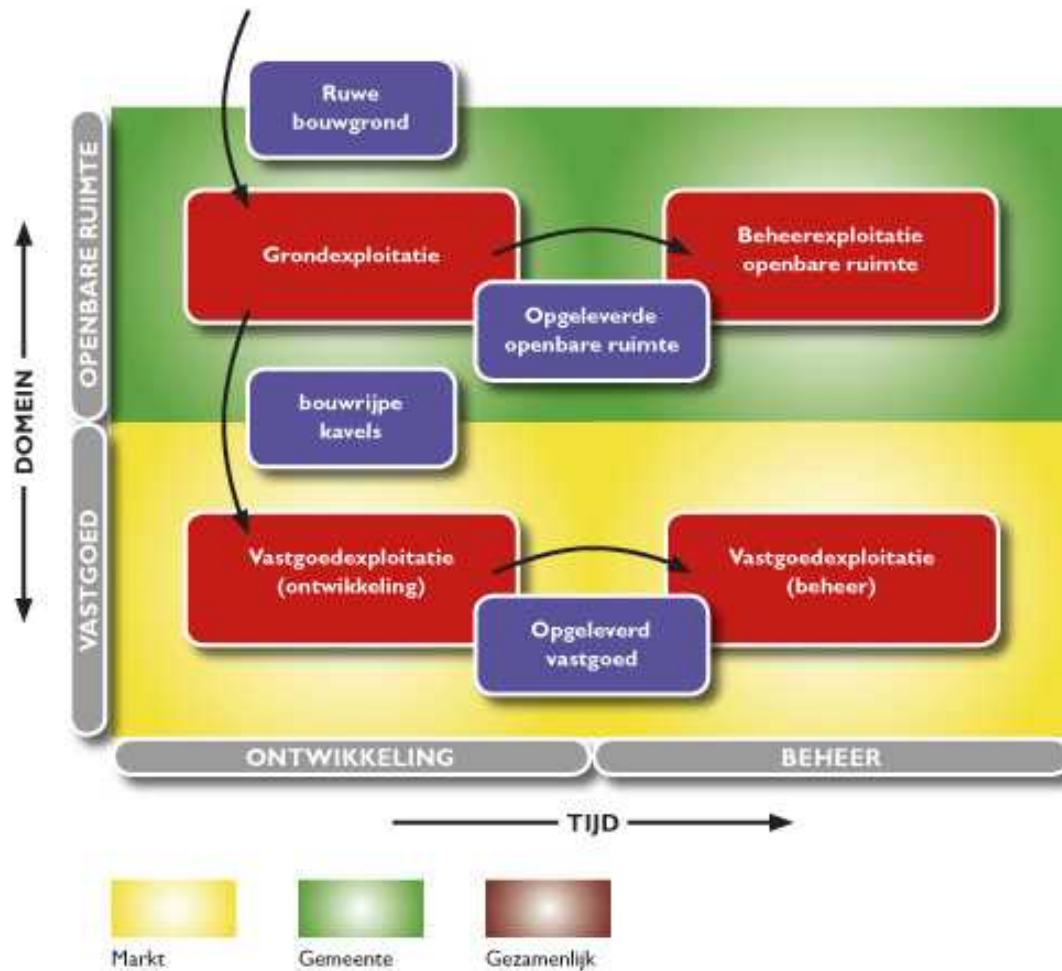 Ruwe
bouwgrond
OPENBARE RUIMTE
Grondexploitatie
Beheerexploitatie
openbare ruimte
Opgeleverde
openbare ruimte
DOMEIN
bouwrijpe
kavels
VASTGOED
Vastgoedexploitatie
(ontwikkeling)
Vastgoedexploitatie
(beheer)
Opgeleverd
vastgoed
ONTWIKKELING
BEHEER
TIJD
Markt
Gemeente
Gezamenlijk